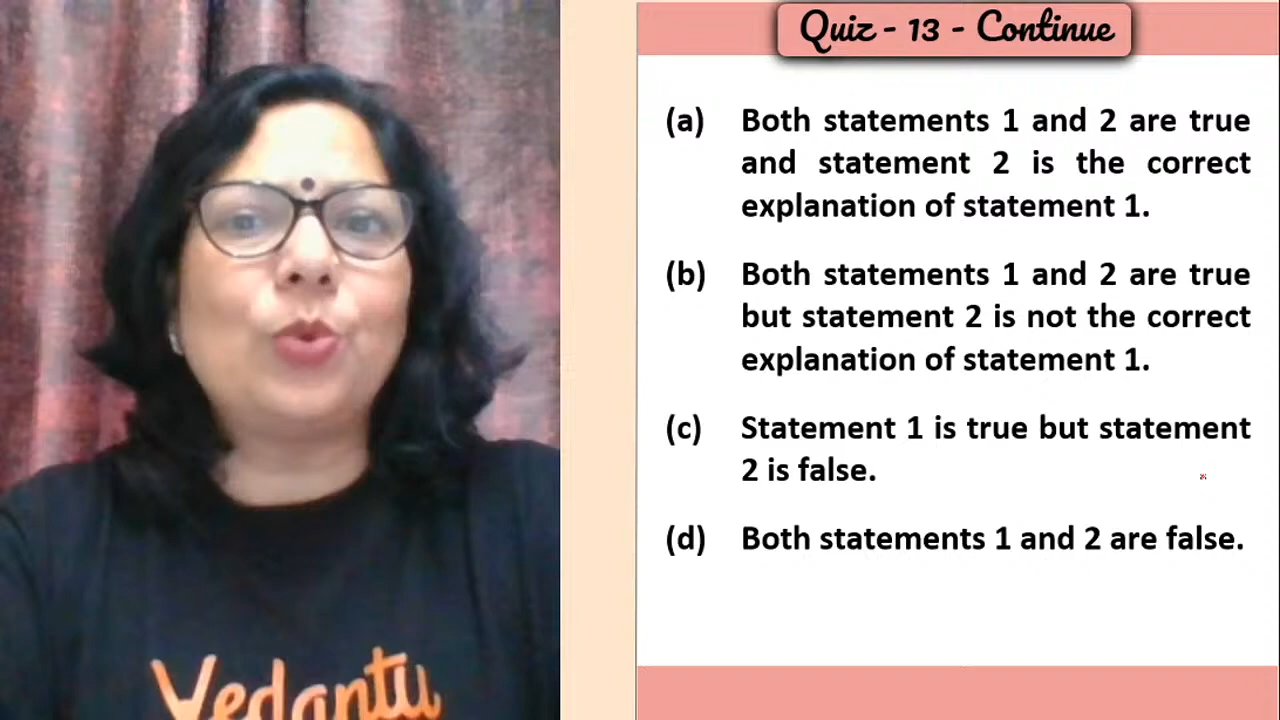 Quiz - 13 - Continue
(a) Both statements 1 and 2 are true
and statement 2 is the correct
explanation of statement 1.
(b) Both statements 1 and 2 are true
but statement 2 is not the correct
explanation of statement 1.
(c) Statement 1 is true but statement
2 is false.
(d) Both statements 1 and 2 are false.
Vedantu